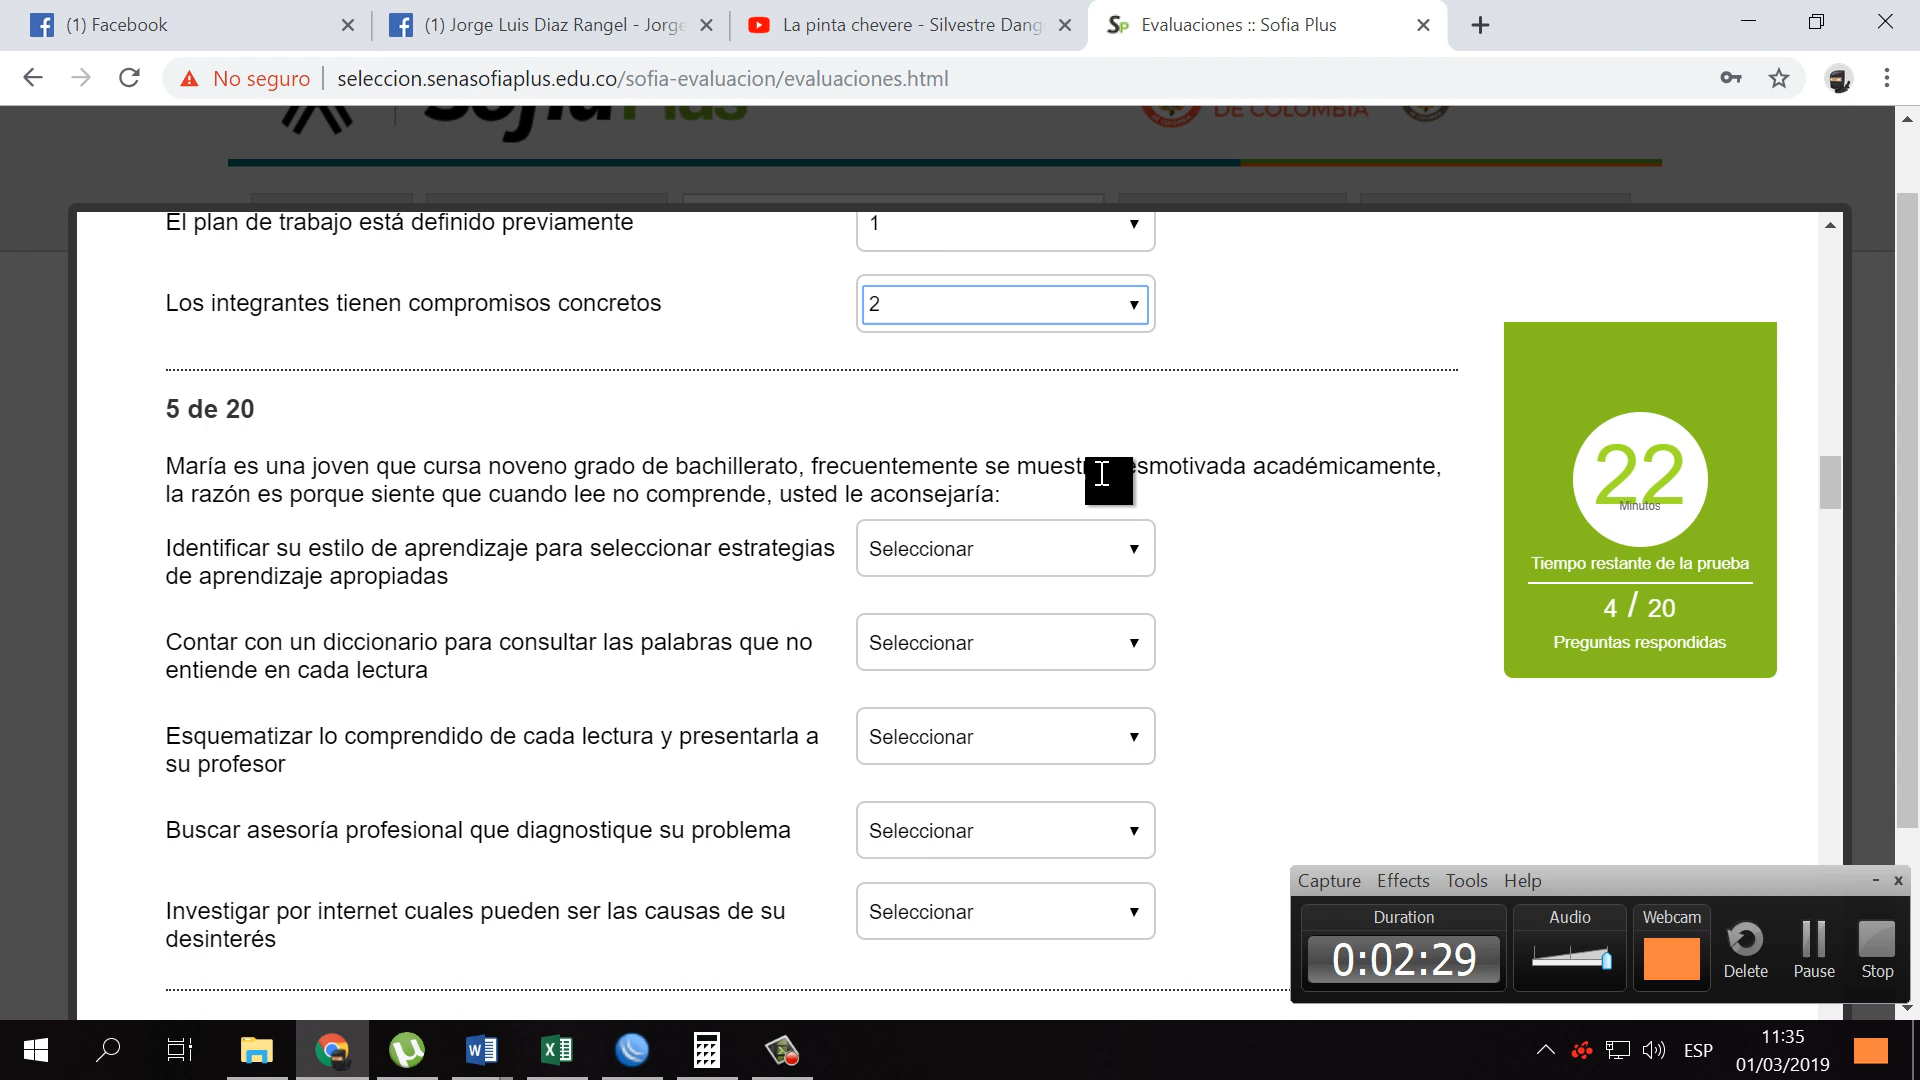 (1) Facebook
(1) Jorge Luis Diaz Rangel - Jorge
La pinta chevere - Silvestre Dang
Evaluaciones :: Sofia Plus
No seguro
seleccion.senasofiaplus.edu.co/sofia-evaluacion/evaluaciones.html
Sofia Plus
DE COLOMBIA
El plan de trabajo está definido previamente
1
Los integrantes tienen compromisos concretos
2
5 de 20
María es una joven que cursa noveno grado de bachillerato, frecuentemente se muest smotivada académicamente,
la razón es porque siente que cuando lee no comprende, usted le aconsejaría:
Identificar su estilo de aprendizaje para seleccionar estrategias
de aprendizaje apropiadas
Seleccionar
Contar con un diccionario para consultar las palabras que no
entiende en cada lectura
Seleccionar
Esquematizar lo comprendido de cada lectura y presentarla a
su profesor
Seleccionar
Buscar asesoría profesional que diagnostique su problema
Seleccionar
Investigar por internet cuales pueden ser las causas de su
desinterés
Seleccionar
22
Minutos
Tiempo restante de la prueba
4 / 20
Preguntas respondidas
Capture Effects Tools Help
Duration
0:02:29
Audio
Webcam
Delete
Pause
Stop
ESP
11:35
01/03/2019